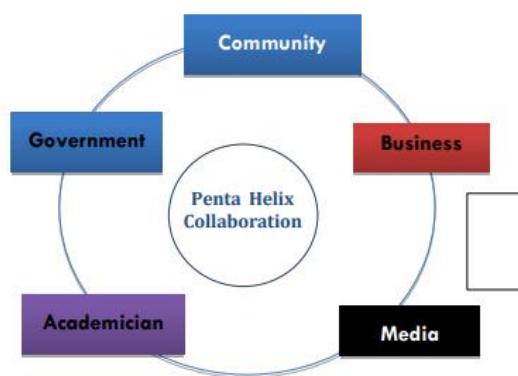 Community
Government
Business
Penta Helix
Collaboration
Academician
Media